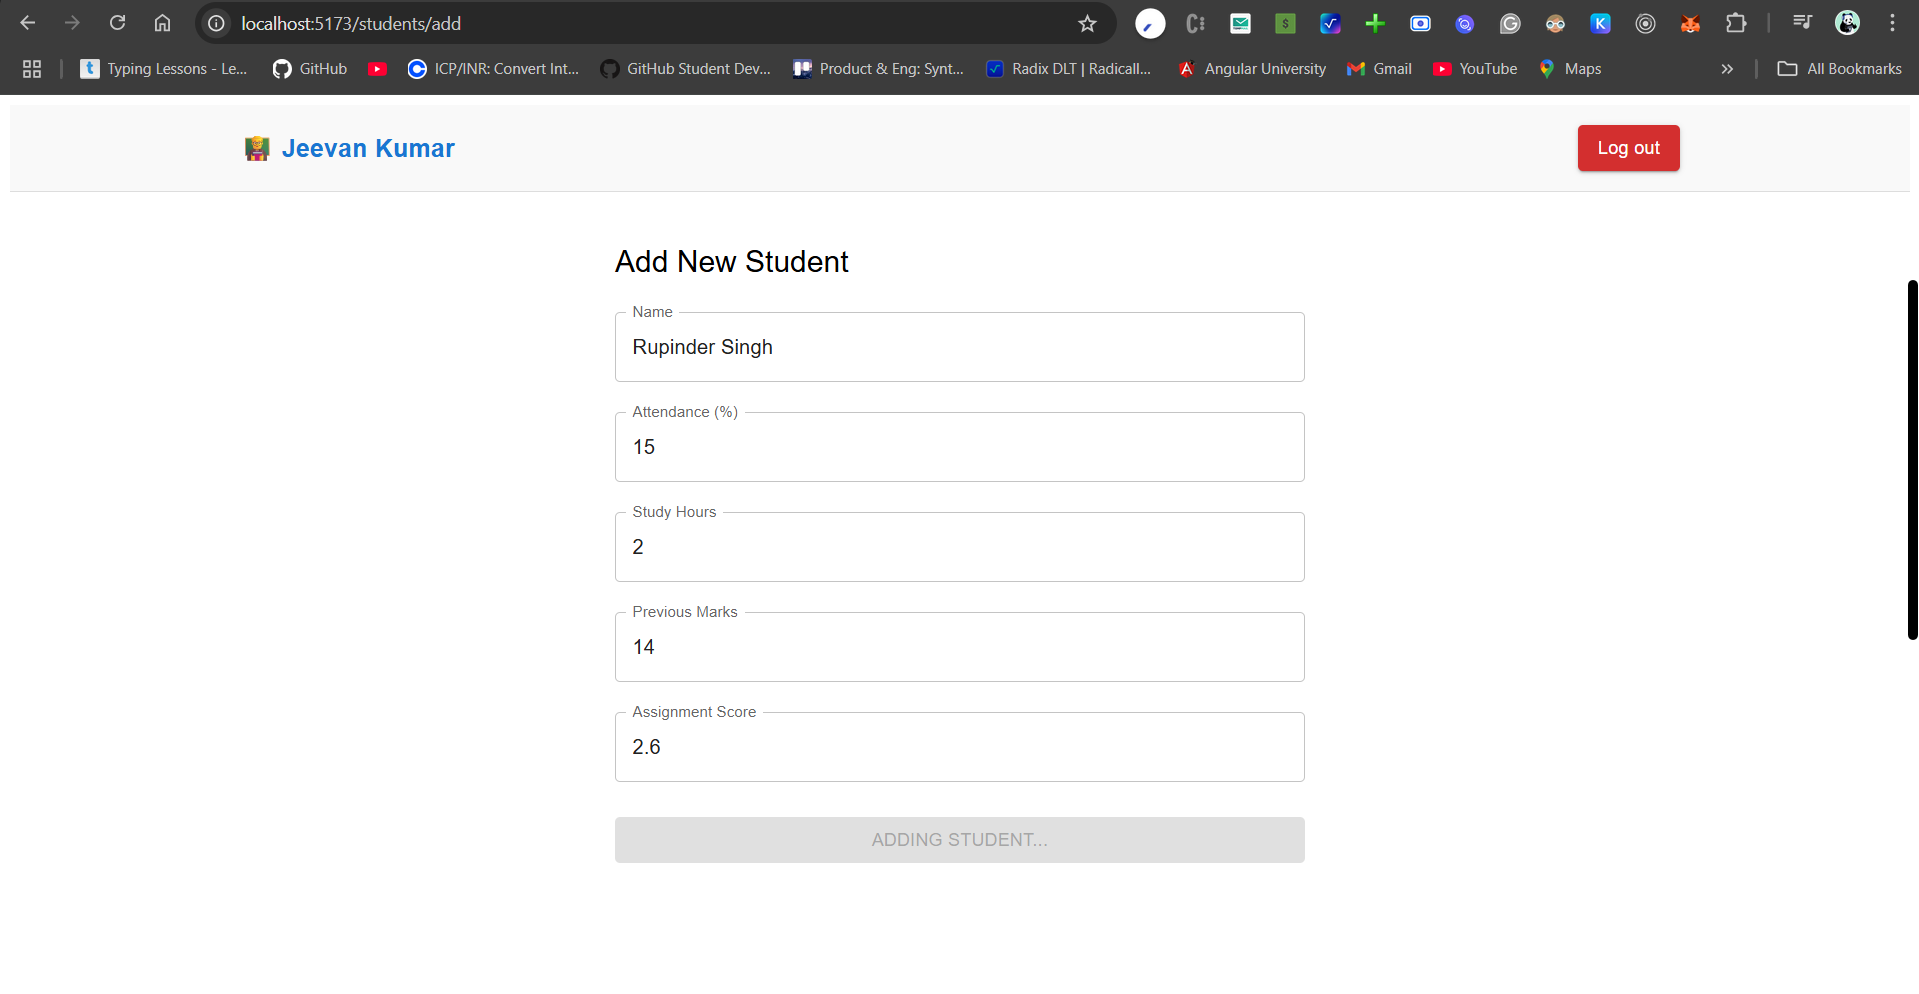 localhost:5173/students/add
Typing Lessons - Le... GitHub ICP/INR: Convert Int... GitHub Student Dev... Product & Eng: Synt... Radix DLT | Radicall... Angular University Gmail YouTube Maps All Bookmarks
Jeevan Kumar
Log out
Add New Student
Name
Rupinder Singh
Attendance (%)
15
Study Hours
2
Previous Marks
14
Assignment Score
2.6
ADDING STUDENT...